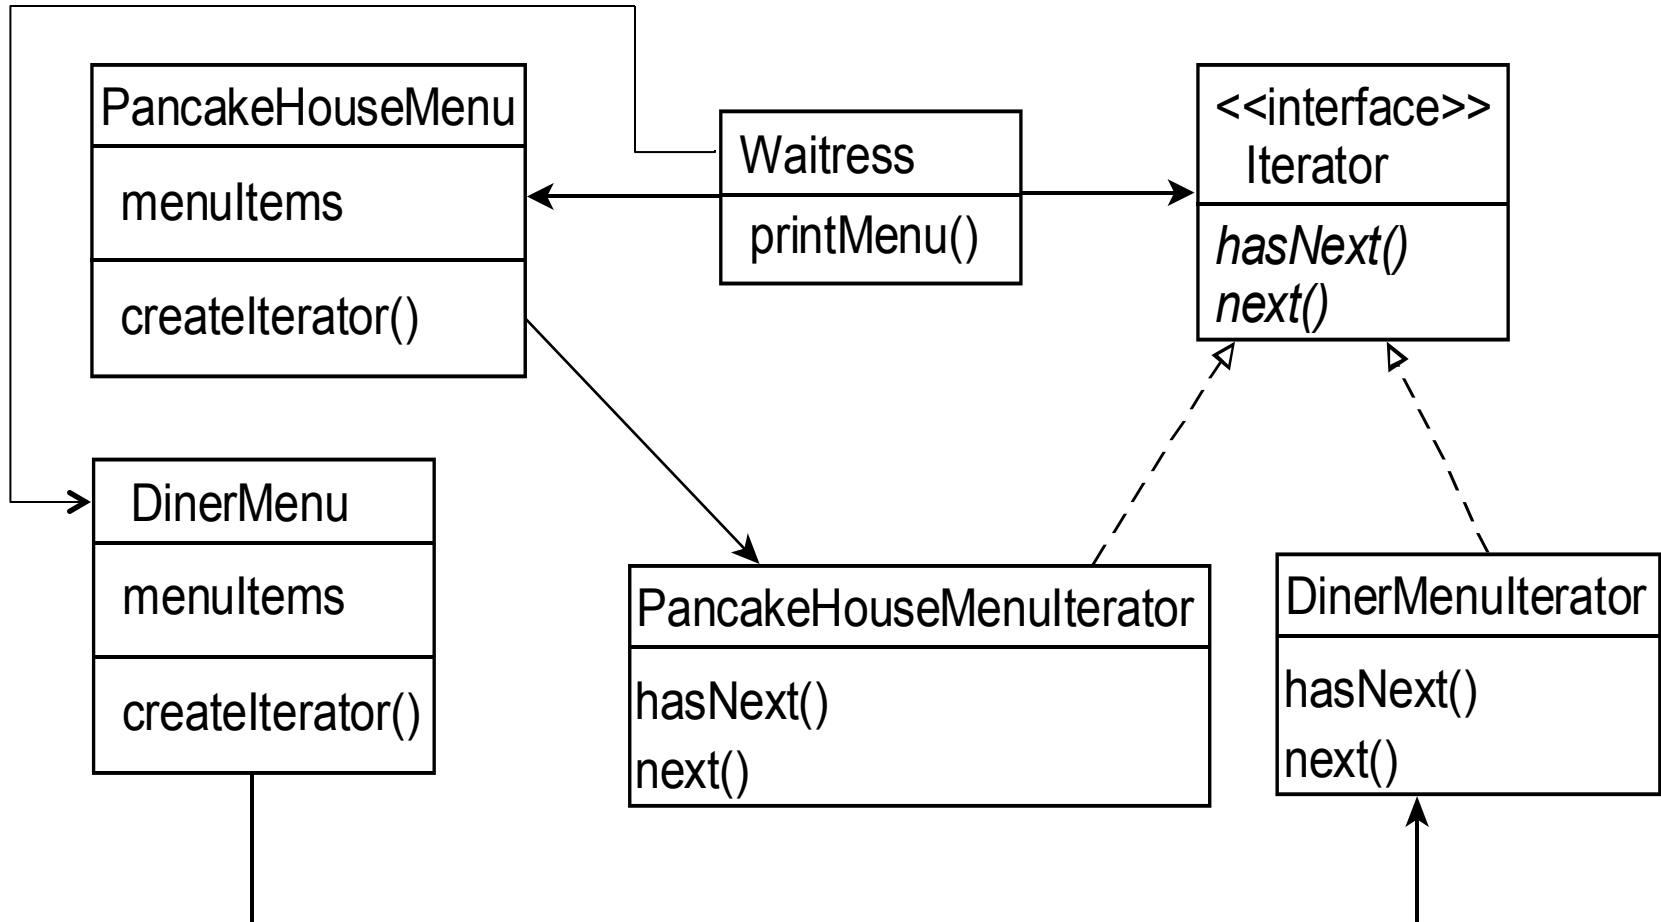 PancakeHouseMenu
menuItems
createIterator()
Waitress
printMenu()
<<interface>>
Iterator
hasNext()
next()
DinerMenu
menuItems
createIterator()
PancakeHouseMenuIterator
hasNext()
next()
DinerMenuIterator
hasNext()
next()